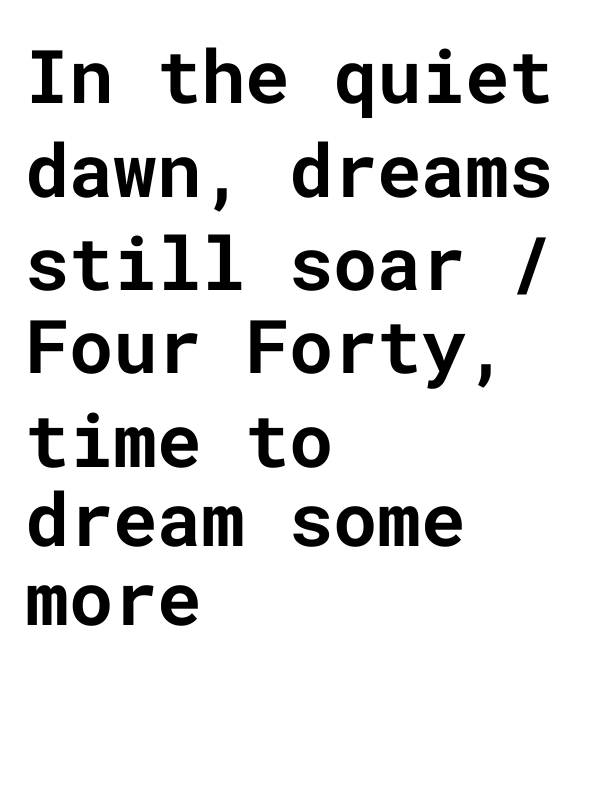 In the quiet
dawn, dreams
still soar /
Four Forty,
time to
dream some
more